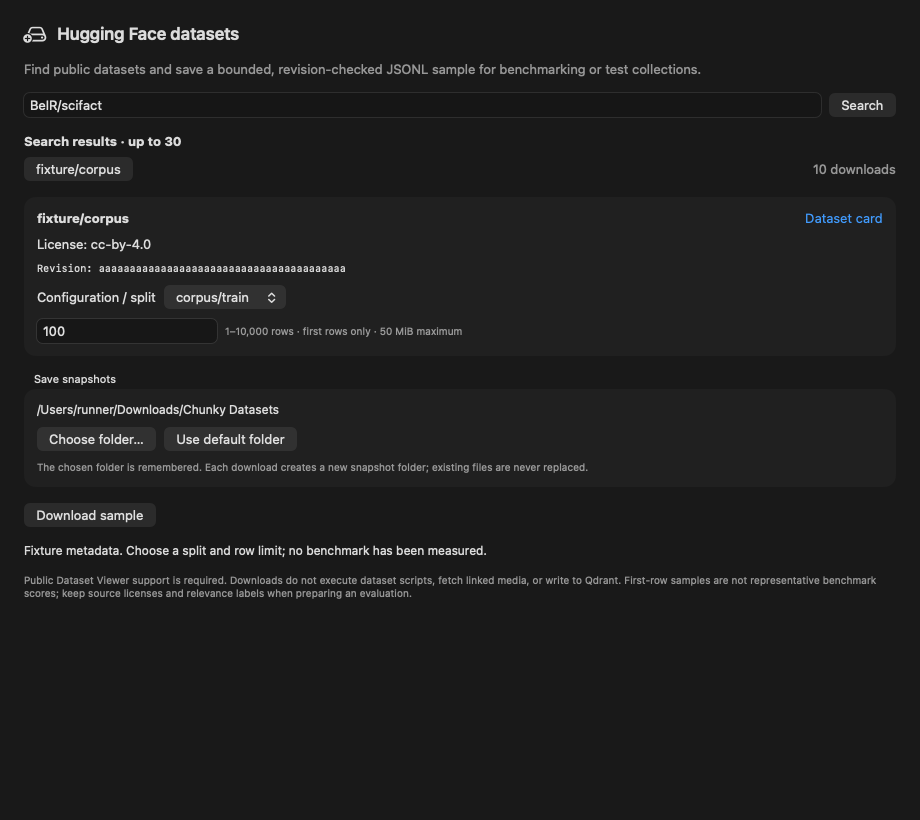 Hugging Face datasets
Find public datasets and save a bounded, revision-checked JSONL sample for benchmarking or test collections.
BeIR/scifact
Search
Search results · up to 30
fixture/corpus
10 downloads
fixture/corpus
Dataset card
License: cc-by-4.0
Revision: aaaaaaaaaaaaaaaaaaaaaaaaaaaaaaaaaaaaaaaa
Configuration / split
corpus/train
100
1–10,000 rows · first rows only · 50 MiB maximum
Save snapshots
/Users/runner/Downloads/Chunky Datasets
Choose folder...
Use default folder
The chosen folder is remembered. Each download creates a new snapshot folder; existing files are never replaced.
Download sample
Fixture metadata. Choose a split and row limit; no benchmark has been measured.
Public Dataset Viewer support is required. Downloads do not execute dataset scripts, fetch linked media, or write to Qdrant. First-row samples are not representative benchmark
scores; keep source licenses and relevance labels when preparing an evaluation.